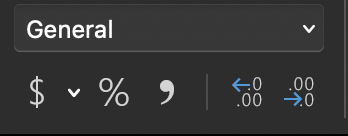 General
$ % , .0 .00 .00 .0